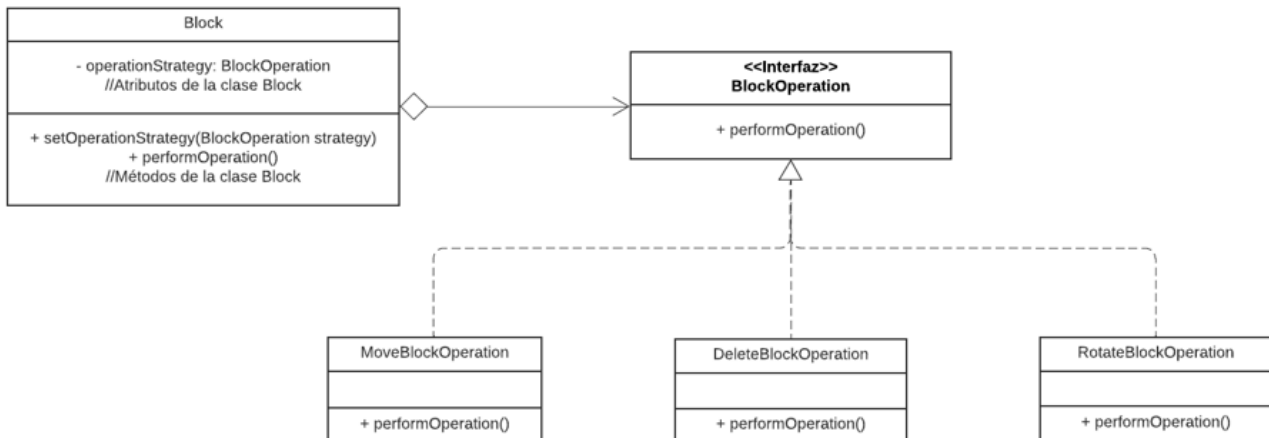 Block
- operationStrategy: BlockOperation
//Atributos de la clase Block
+ setOperationStrategy(BlockOperation strategy)
+ performOperation()
//Métodos de la clase Block
<<Interfaz>>
BlockOperation
+ performOperation()
MoveBlockOperation
+ performOperation()
DeleteBlockOperation
+ performOperation()
RotateBlockOperation
+ performOperation()